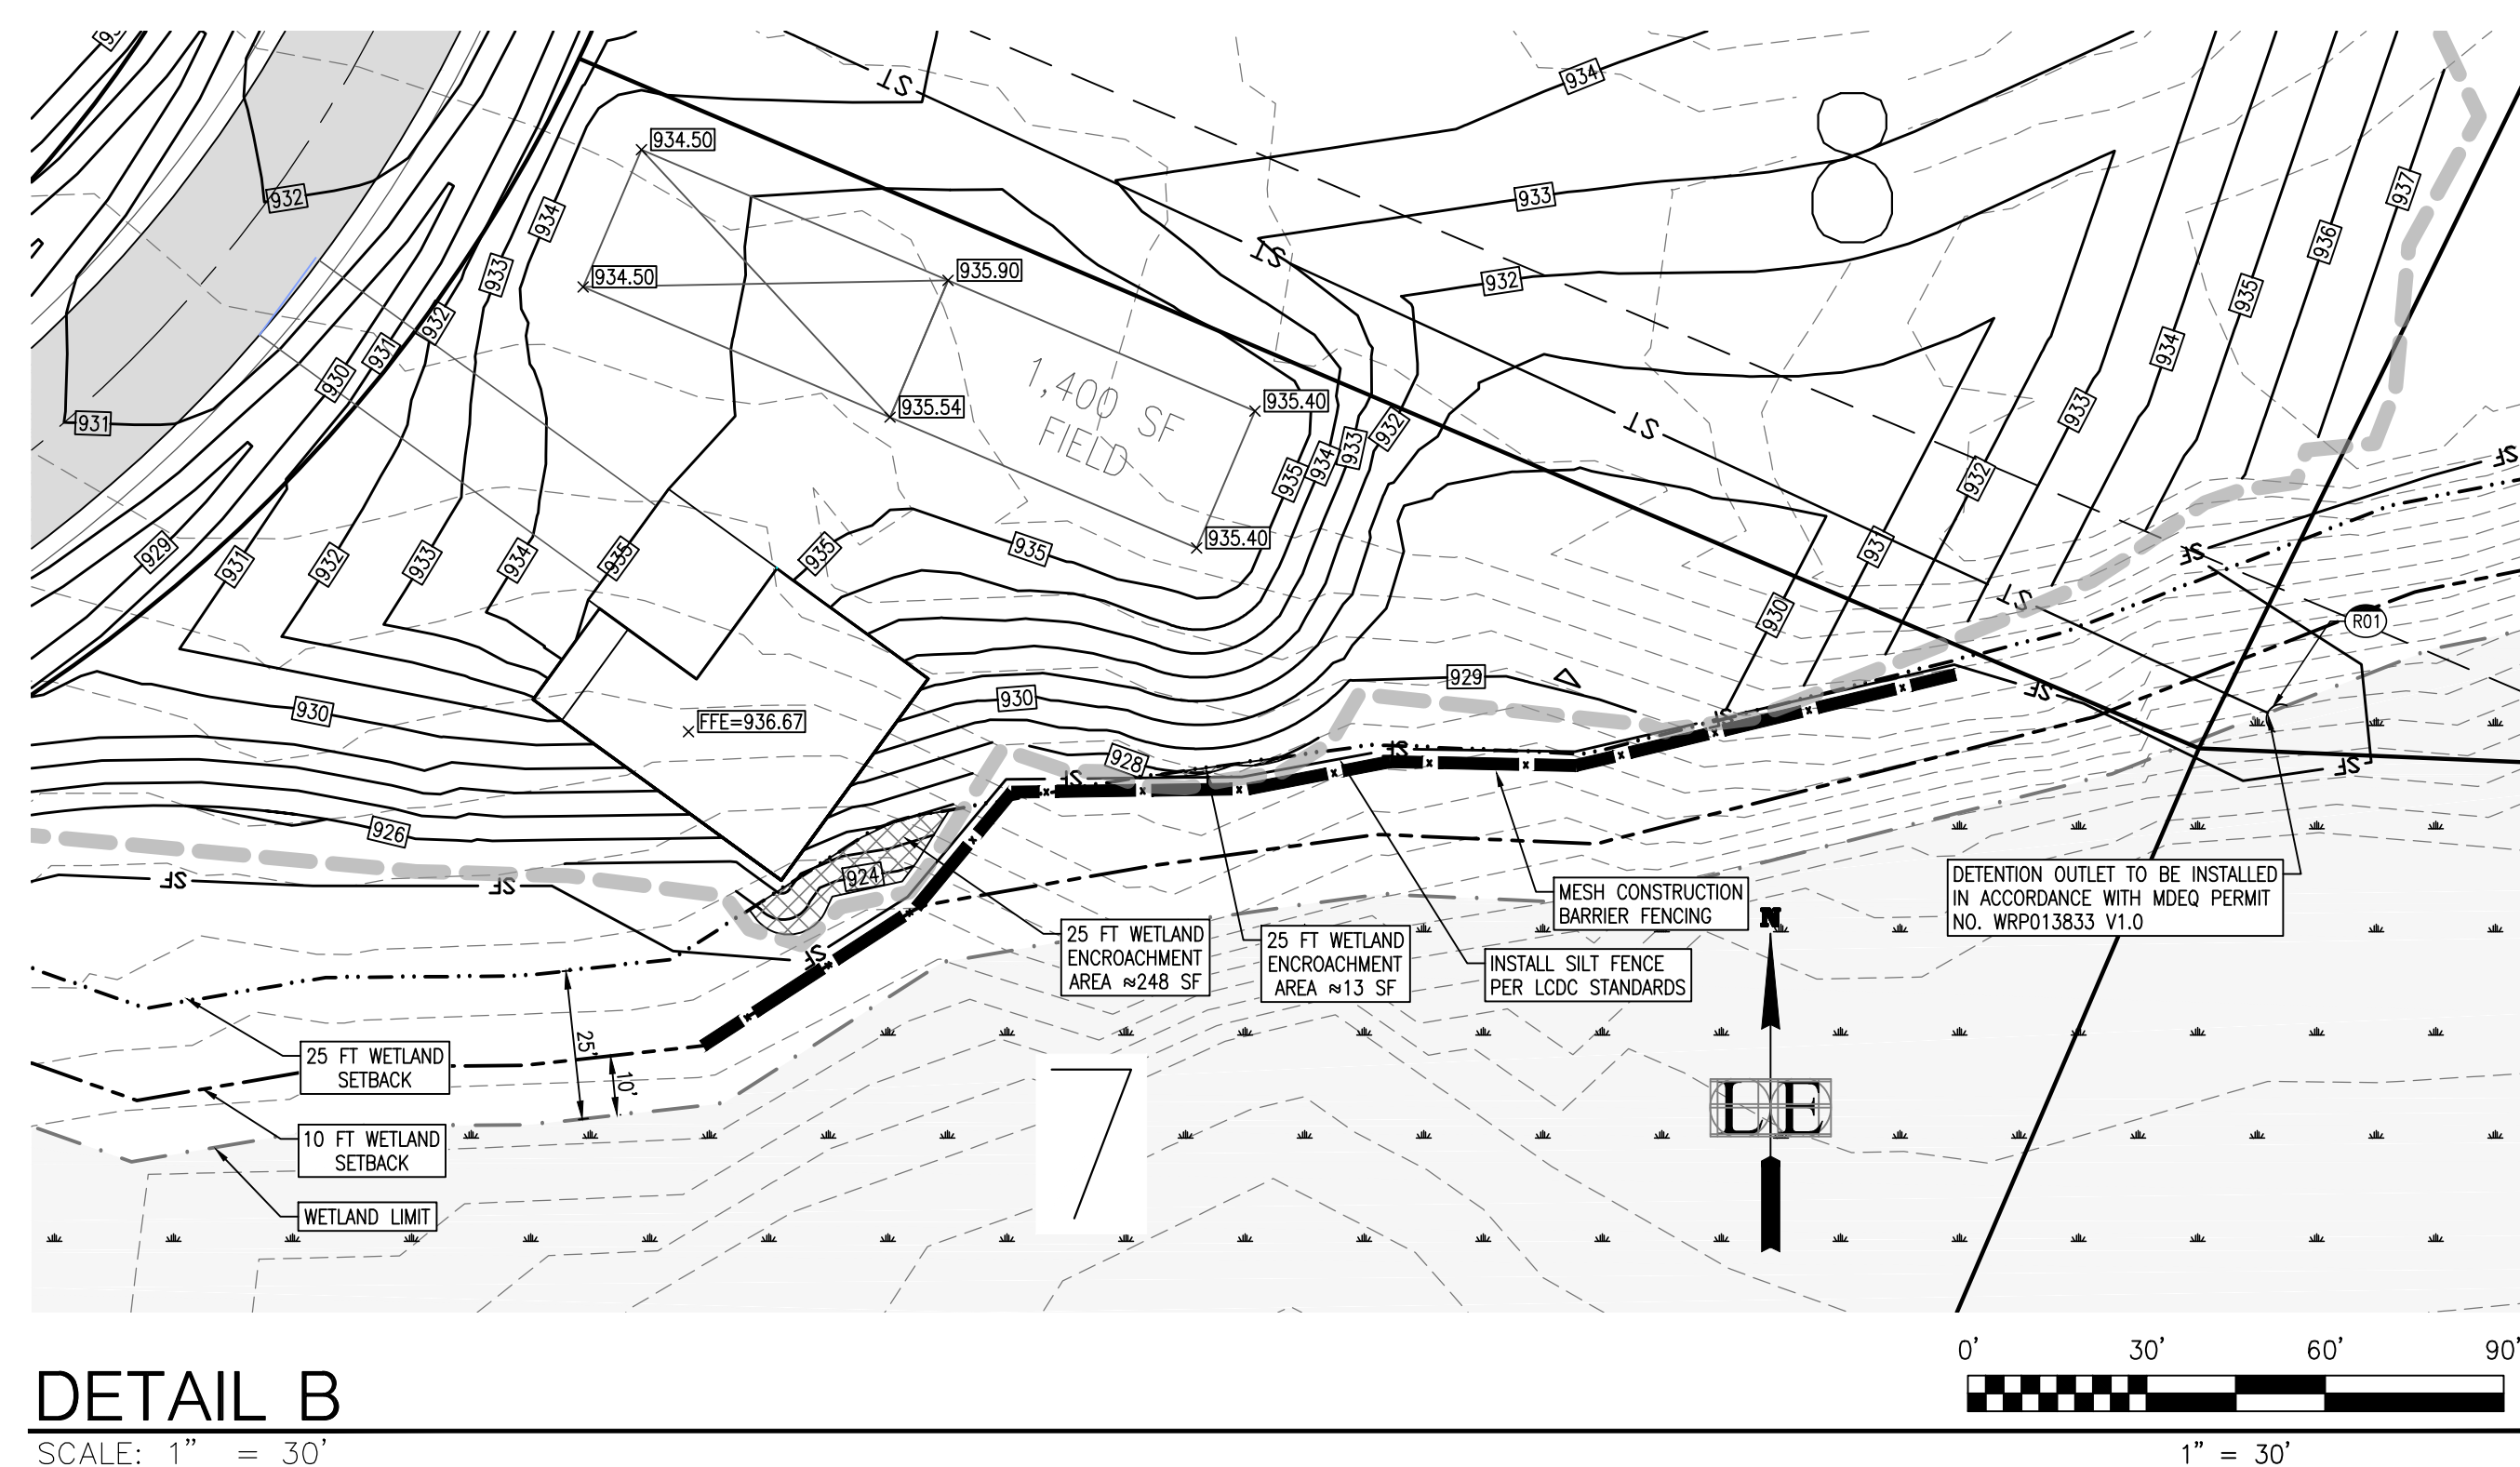 934
934.50
932
933
937
934
936
933
934.50
935.90
932
935
932
931
930
934
935.40
935.54
1,400 SF
FIELD
933
932
931
933
934
935
932
935.40
929
931
932
933
934
935
935
935
931
930
R01
929
930
930
FFE=936.67
928
926
924
SF
SF
SF
SF
SF
SF
SF
SF
SF
SF
ST
ST
ST
ST
DETENTION OUTLET TO BE INSTALLED
IN ACCORDANCE WITH MDEQ PERMIT
NO. WRP013833 V1.0
MESH CONSTRUCTION
BARRIER FENCING
N
25 FT WETLAND
ENCROACHMENT
AREA ≈248 SF
25 FT WETLAND
ENCROACHMENT
AREA ≈13 SF
INSTALL SILT FENCE
PER LCDC STANDARDS
25 FT WETLAND
SETBACK
25'
10'
7
8
LE
10 FT WETLAND
SETBACK
WETLAND LIMIT
0' 30' 60' 90'
DETAIL B
SCALE: 1" = 30'
1" = 30'